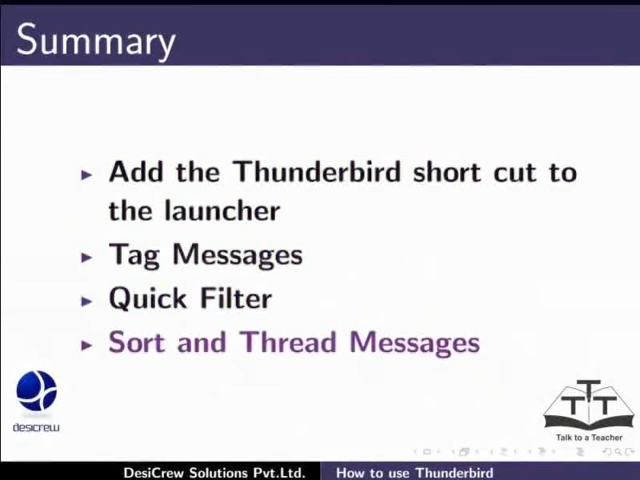 Summary
Add the Thunderbird short cut to
the launcher
Tag Messages
Quick Filter
Sort and Thread Messages
desicrew
TTT
Talk to a Teacher
DesiCrew Solutions Pvt.Ltd. How to use Thunderbird